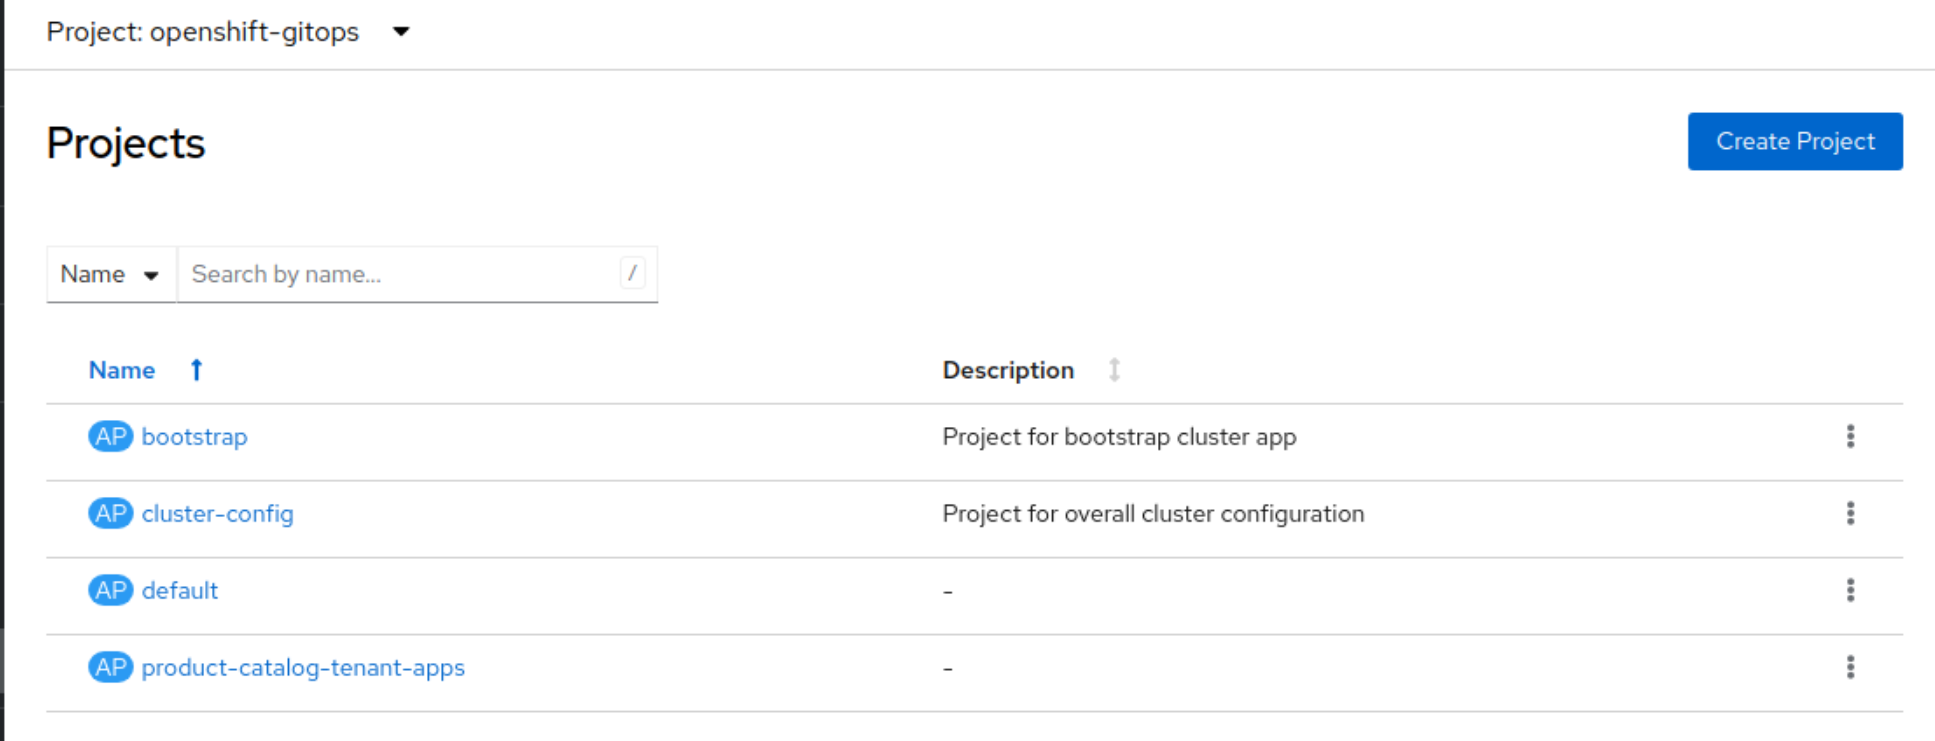 Project: openshift-gitops
Projects
Create Project
Name Search by name... /
Name Description
AP bootstrap Project for bootstrap cluster app
AP cluster-config Project for overall cluster configuration
AP default -
AP product-catalog-tenant-apps -